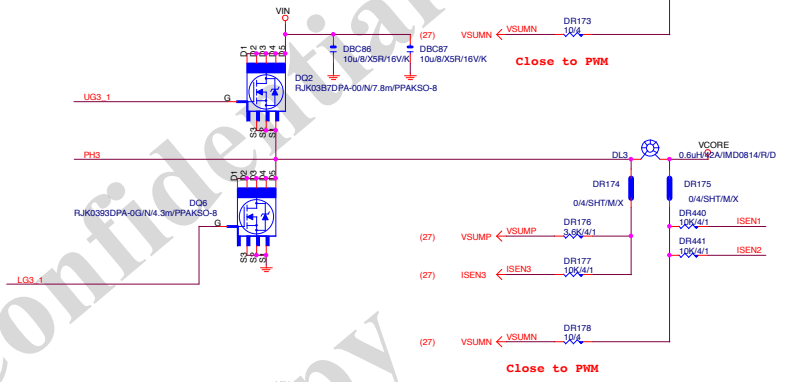 VIN
DR173
(27) VSUMN VSUMN 10/4
Close to PWM
DBC86
10u/8/X5R/16V/K
DBC87
10u/8/X5R/16V/K
D1 D2 D3 D4 D5
DQ2
RJK03B7DPA-00/N/7.8m/PPAKSO-8
UG3_1
G
S3 S2 S1
PH3
DL3
VCORE
0.6uH/42A/IMD0814/R/D
D1 D2 D3 D4 D5
DQ6
RJK0393DPA-0G/N/4.3m/PPAKSO-8
G
S3 S2 S1
LG3_1
DR174
0/4/SHT/M/X
DR175
0/4/SHT/M/X
DR440
10K/4/1
ISEN1
DR441
10K/4/1
ISEN2
DR176
(27) VSUMP VSUMP 3.6K/4/1
DR177
(27) ISEN3 ISEN3 10K/4/1
DR178
(27) VSUMN VSUMN 10/4
Close to PWM
Confidential